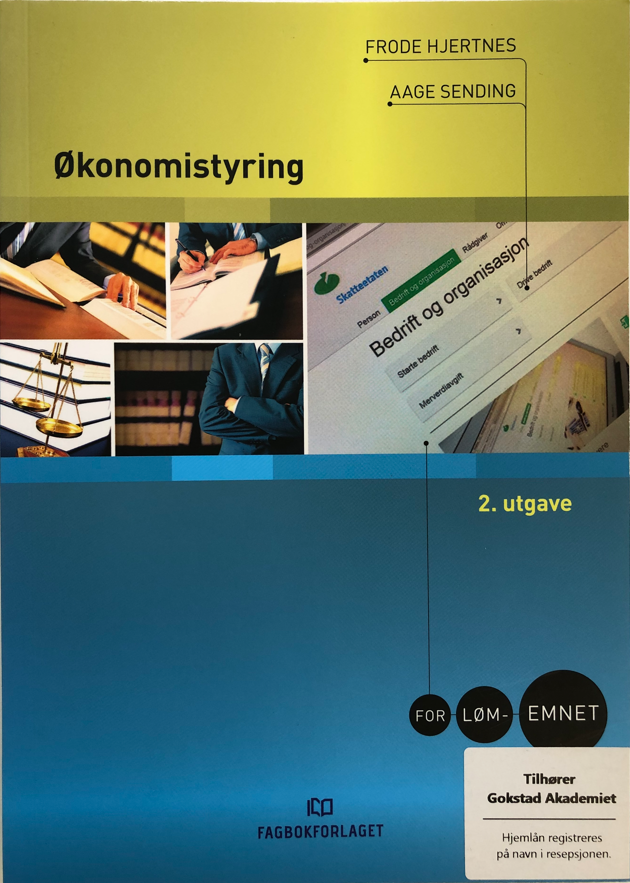 FRODE HJERTNES
AAGE SENDING
Økonomistyring
Skatteetaten
Person
Bedrift og organisasjon
Rådgiver
Bedrift og organisasjon
Starte bedrift
Drive bedrift
Merverdiavgift
2. utgave
FOR LØM- EMNET
FAGBOKFORLAGET
Tilhører
Gokstad Akademiet
Hjemlån registreres
på navn i resepsjonen.